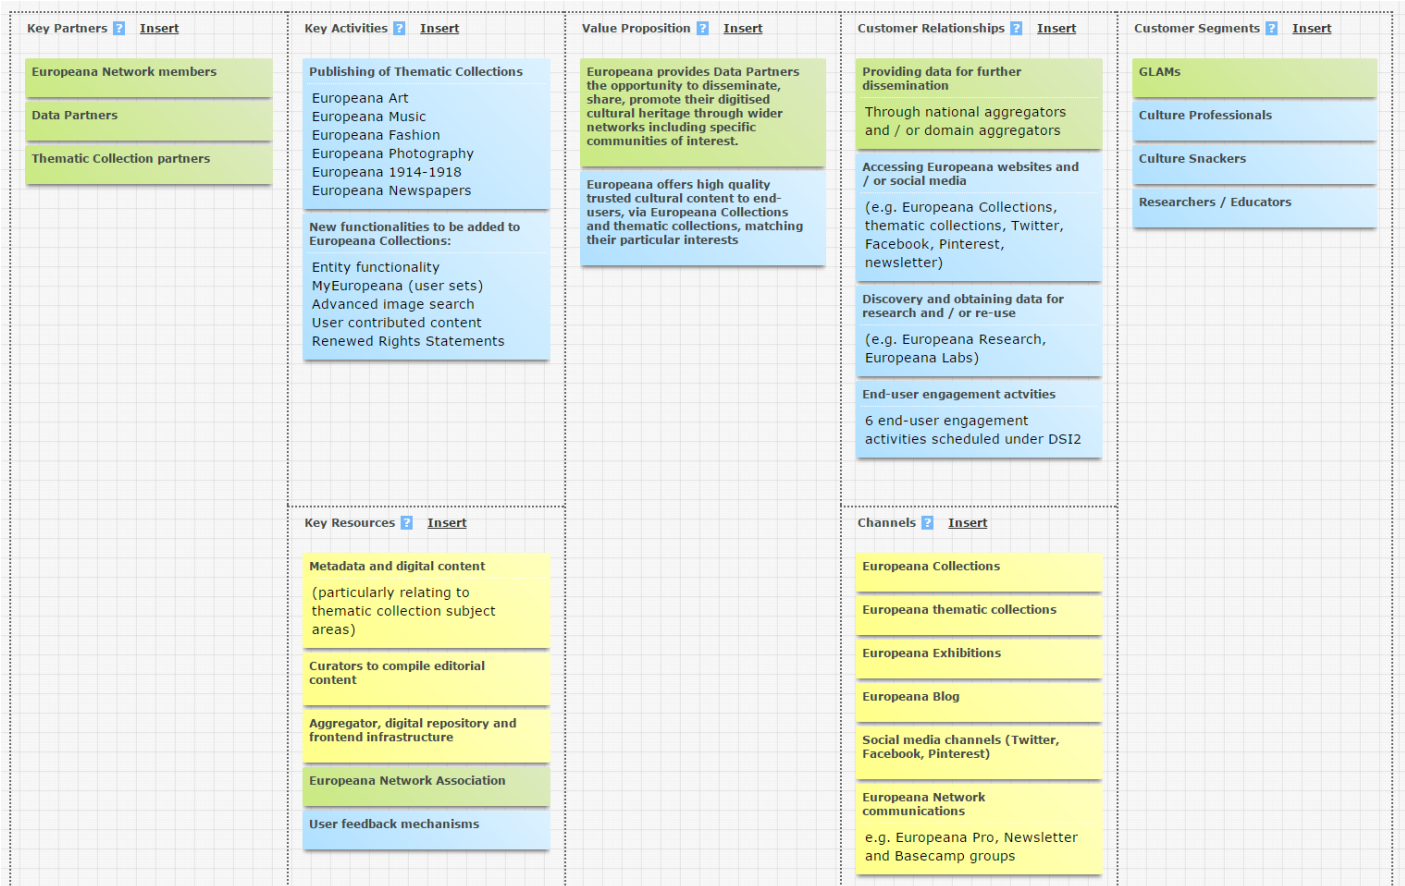 Key Partners ? Insert
Europeana Network members
Data Partners
Thematic Collection partners
Key Activities ? Insert
Publishing of Thematic Collections
Europeana Art
Europeana Music
Europeana Fashion
Europeana Photography
Europeana 1914-1918
Europeana Newspapers
New functionalities to be added to
Europeana Collections:
Entity functionality
MyEuropeana (user sets)
Advanced image search
User contributed content
Renewed Rights Statements
Key Resources ? Insert
Metadata and digital content
(particularly relating to
thematic collection subject
areas)
Curators to compile editorial
content
Aggregator, digital repository and
frontend infrastructure
Europeana Network Association
User feedback mechanisms
Value Proposition ? Insert
Europeana provides Data Partners
the opportunity to disseminate,
share, promote their digitised
cultural heritage through wider
networks including specific
communities of interest.
Europeana offers high quality
trusted cultural content to end-
users, via Europeana Collections
and thematic collections, matching
their particular interests
Customer Relationships ? Insert
Providing data for further
dissemination
Through national aggregators
and / or domain aggregators
Accessing Europeana websites and
/ or social media
(e.g. Europeana Collections,
thematic collections, Twitter,
Facebook, Pinterest,
newsletter)
Discovery and obtaining data for
research and / or re-use
(e.g. Europeana Research,
Europeana Labs)
End-user engagement actvities
6 end-user engagement
activities scheduled under DSI2
Channels ? Insert
Europeana Collections
Europeana thematic collections
Europeana Exhibitions
Europeana Blog
Social media channels (Twitter,
Facebook, Pinterest)
Europeana Network
communications
e.g. Europeana Pro, Newsletter
and Basecamp groups
Customer Segments ? Insert
GLAMs
Culture Professionals
Culture Snackers
Researchers / Educators